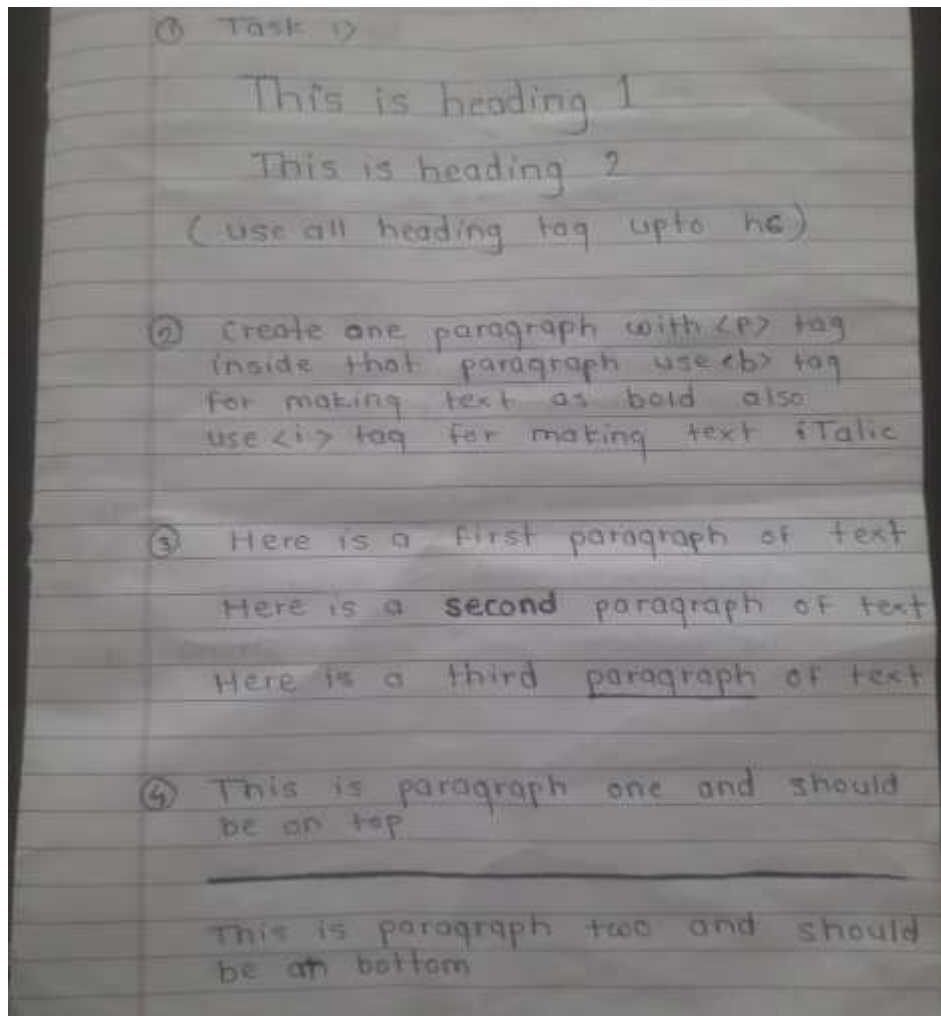 ① Task 1>
This is heading 1
This is heading 2
(use all heading tag upto h6)
② create one paragraph with <p> tag
inside that paragraph use <b> tag
for making text as bold also
use <i> tag for making text iTalic
③ Here is a first paragraph of text
Here is a second paragraph of text
Here is a third paragraph of text
④ This is paragraph one and should
be on top
This is paragraph two and should
be at bottom